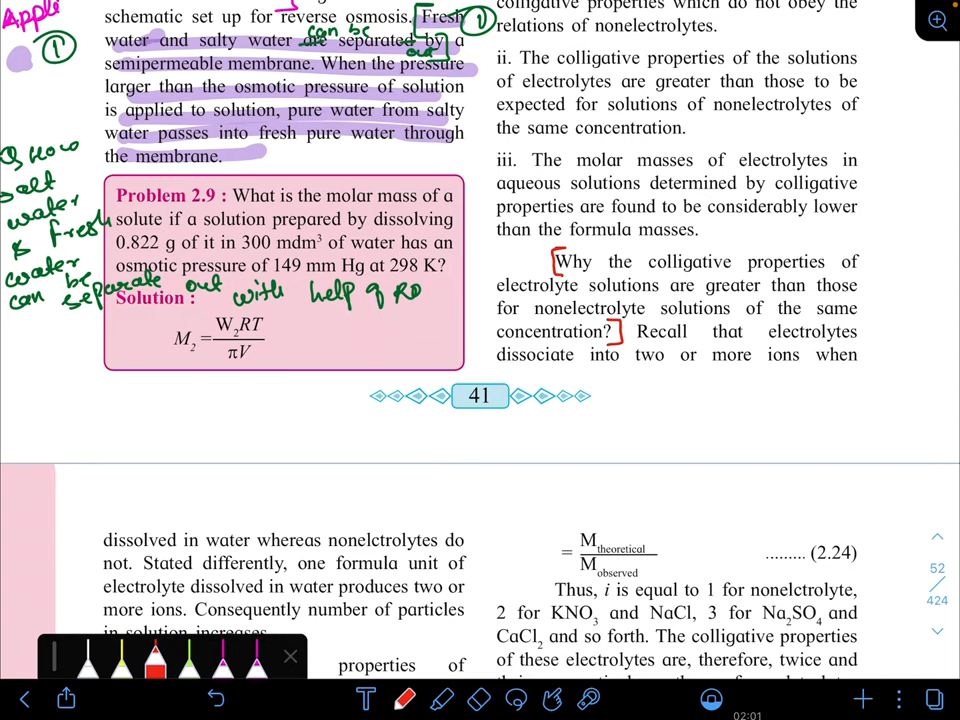 Apple
①
schematic set up for reverse osmosis. Fresh ①
can be
water and salty water are separated by a
out
semipermeable membrane. When the pressure
larger than the osmotic pressure of solution
is applied to solution, pure water from salty
water passes into fresh pure water through
the membrane.
Q How
salt
water
& fresh
water be
can separate out with help of RO
Problem 2.9 : What is the molar mass of a
solute if a solution prepared by dissolving
0.822 g of it in 300 mdm³ of water has an
osmotic pressure of 149 mm Hg at 298 K?
Solution :
M₂ = W₂RT / πV
colligative properties which do not obey the
relations of nonelectrolytes.
ii. The colligative properties of the solutions
of electrolytes are greater than those to be
expected for solutions of nonelectrolytes of
the same concentration.
iii. The molar masses of electrolytes in
aqueous solutions determined by colligative
properties are found to be considerably lower
than the formula masses.
[Why the colligative properties of
electrolyte solutions are greater than those
for nonelectrolyte solutions of the same
concentration?] Recall that electrolytes
dissociate into two or more ions when
41
dissolved in water whereas nonelctrolytes do
not. Stated differently, one formula unit of
electrolyte dissolved in water produces two or
more ions. Consequently number of particles
in solution increases.
properties of
= M theoretical / M observed ......... (2.24)
Thus, i is equal to 1 for nonelctrolyte,
2 for KNO₃ and NaCl, 3 for Na₂SO₄ and
CaCl₂ and so forth. The colligative properties
of these electrolytes are, therefore, twice and
52
424
T
02:01